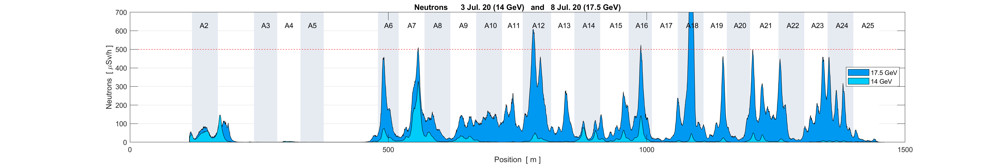 Neutrons 3 Jul. 20 (14 GeV) and 8 Jul. 20 (17.5 GeV)
700
600
500
400
300
200
100
0
Neutrons [ μSv/h ]
A2 A3 A4 A5 A6 A7 A8 A9 A10 A11 A12 A13 A14 A15 A16 A17 A18 A19 A20 A21 A22 A23 A24 A25
17.5 GeV
14 GeV
0 500 1000 1500
Position [ m ]